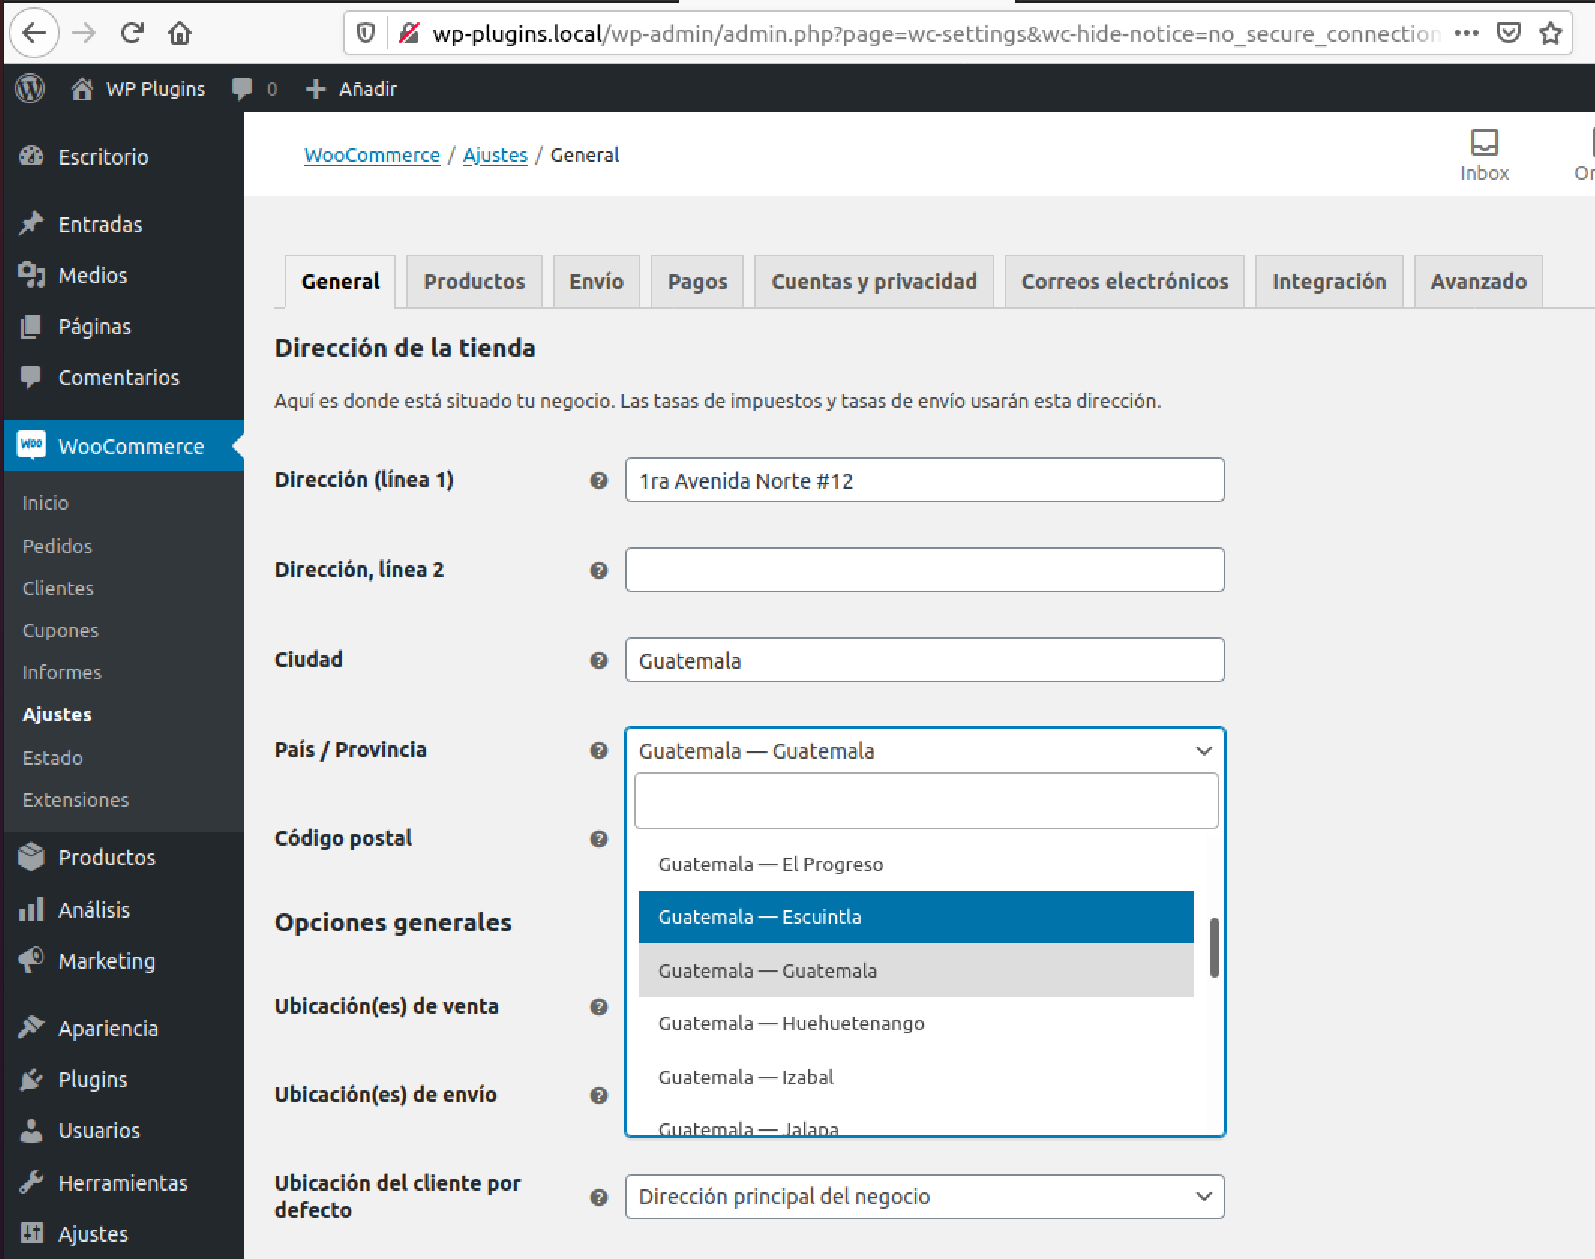 wp-plugins.local/wp-admin/admin.php?page=wc-settings&wc-hide-notice=no_secure_connection
WP Plugins 0 Añadir
Escritorio
Entradas
Medios
Páginas
Comentarios
WOO WooCommerce
Inicio
Pedidos
Clientes
Cupones
Informes
Ajustes
Estado
Extensiones
Productos
Análisis
Marketing
Apariencia
Plugins
Usuarios
Herramientas
Ajustes
WooCommerce / Ajustes / General
Inbox
General Productos Envío Pagos Cuentas y privacidad Correos electrónicos Integración Avanzado
Dirección de la tienda
Aquí es donde está situado tu negocio. Las tasas de impuestos y tasas de envío usarán esta dirección.
Dirección (línea 1) 1ra Avenida Norte #12
Dirección, línea 2
Ciudad Guatemala
País / Provincia Guatemala — Guatemala
Guatemala — El Progreso
Guatemala — Escuintla
Guatemala — Guatemala
Guatemala — Huehuetenango
Guatemala — Izabal
Guatemala — Jalapa
Código postal
Opciones generales
Ubicación(es) de venta
Ubicación(es) de envío
Ubicación del cliente por
defecto
Dirección principal del negocio